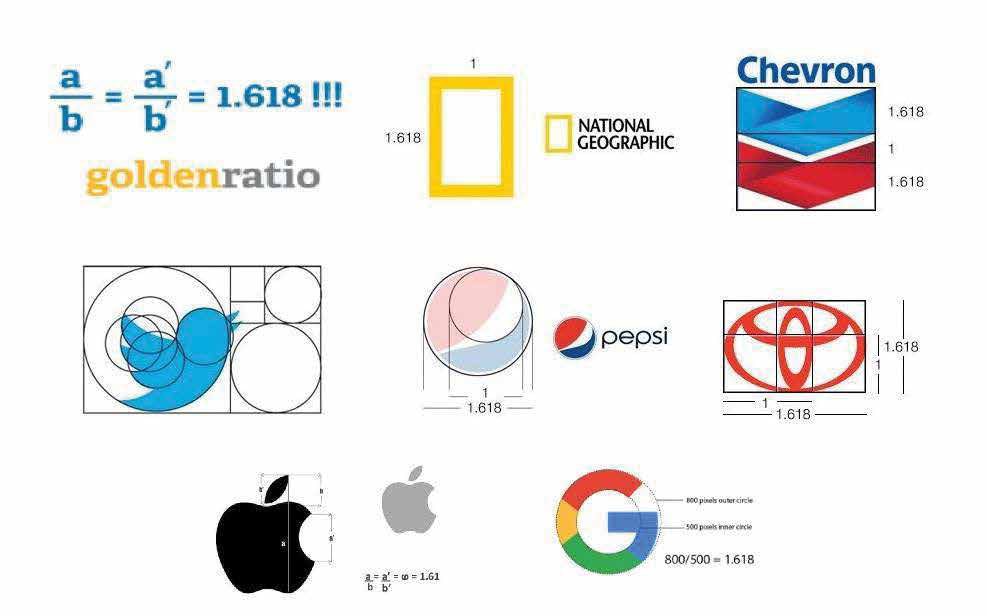 a/b = a′/b′ = 1.618 !!!
goldenratio
1
1.618
NATIONAL
GEOGRAPHIC
Chevron
1.618
1
1.618
1
1.618
pepsi
1.618
1
1
1.618
a
a/b = a′/b′ = φ = 1.61
800 pixels outer circle
500 pixels inner circle
800/500 = 1.618